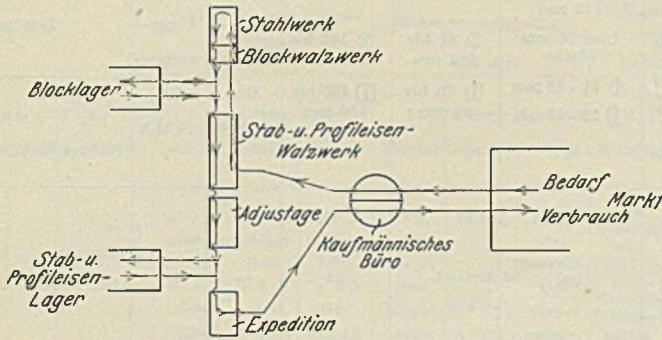 Stahlwerk
Blockwalzwerk
Blocklager
Stab-u. Profileisen-
Walzwerk
Bedarf
Markt
Verbrauch
Adjustage
Kaufmännisches
Büro
Stab-u.
Profileisen-
Lager
Expedition